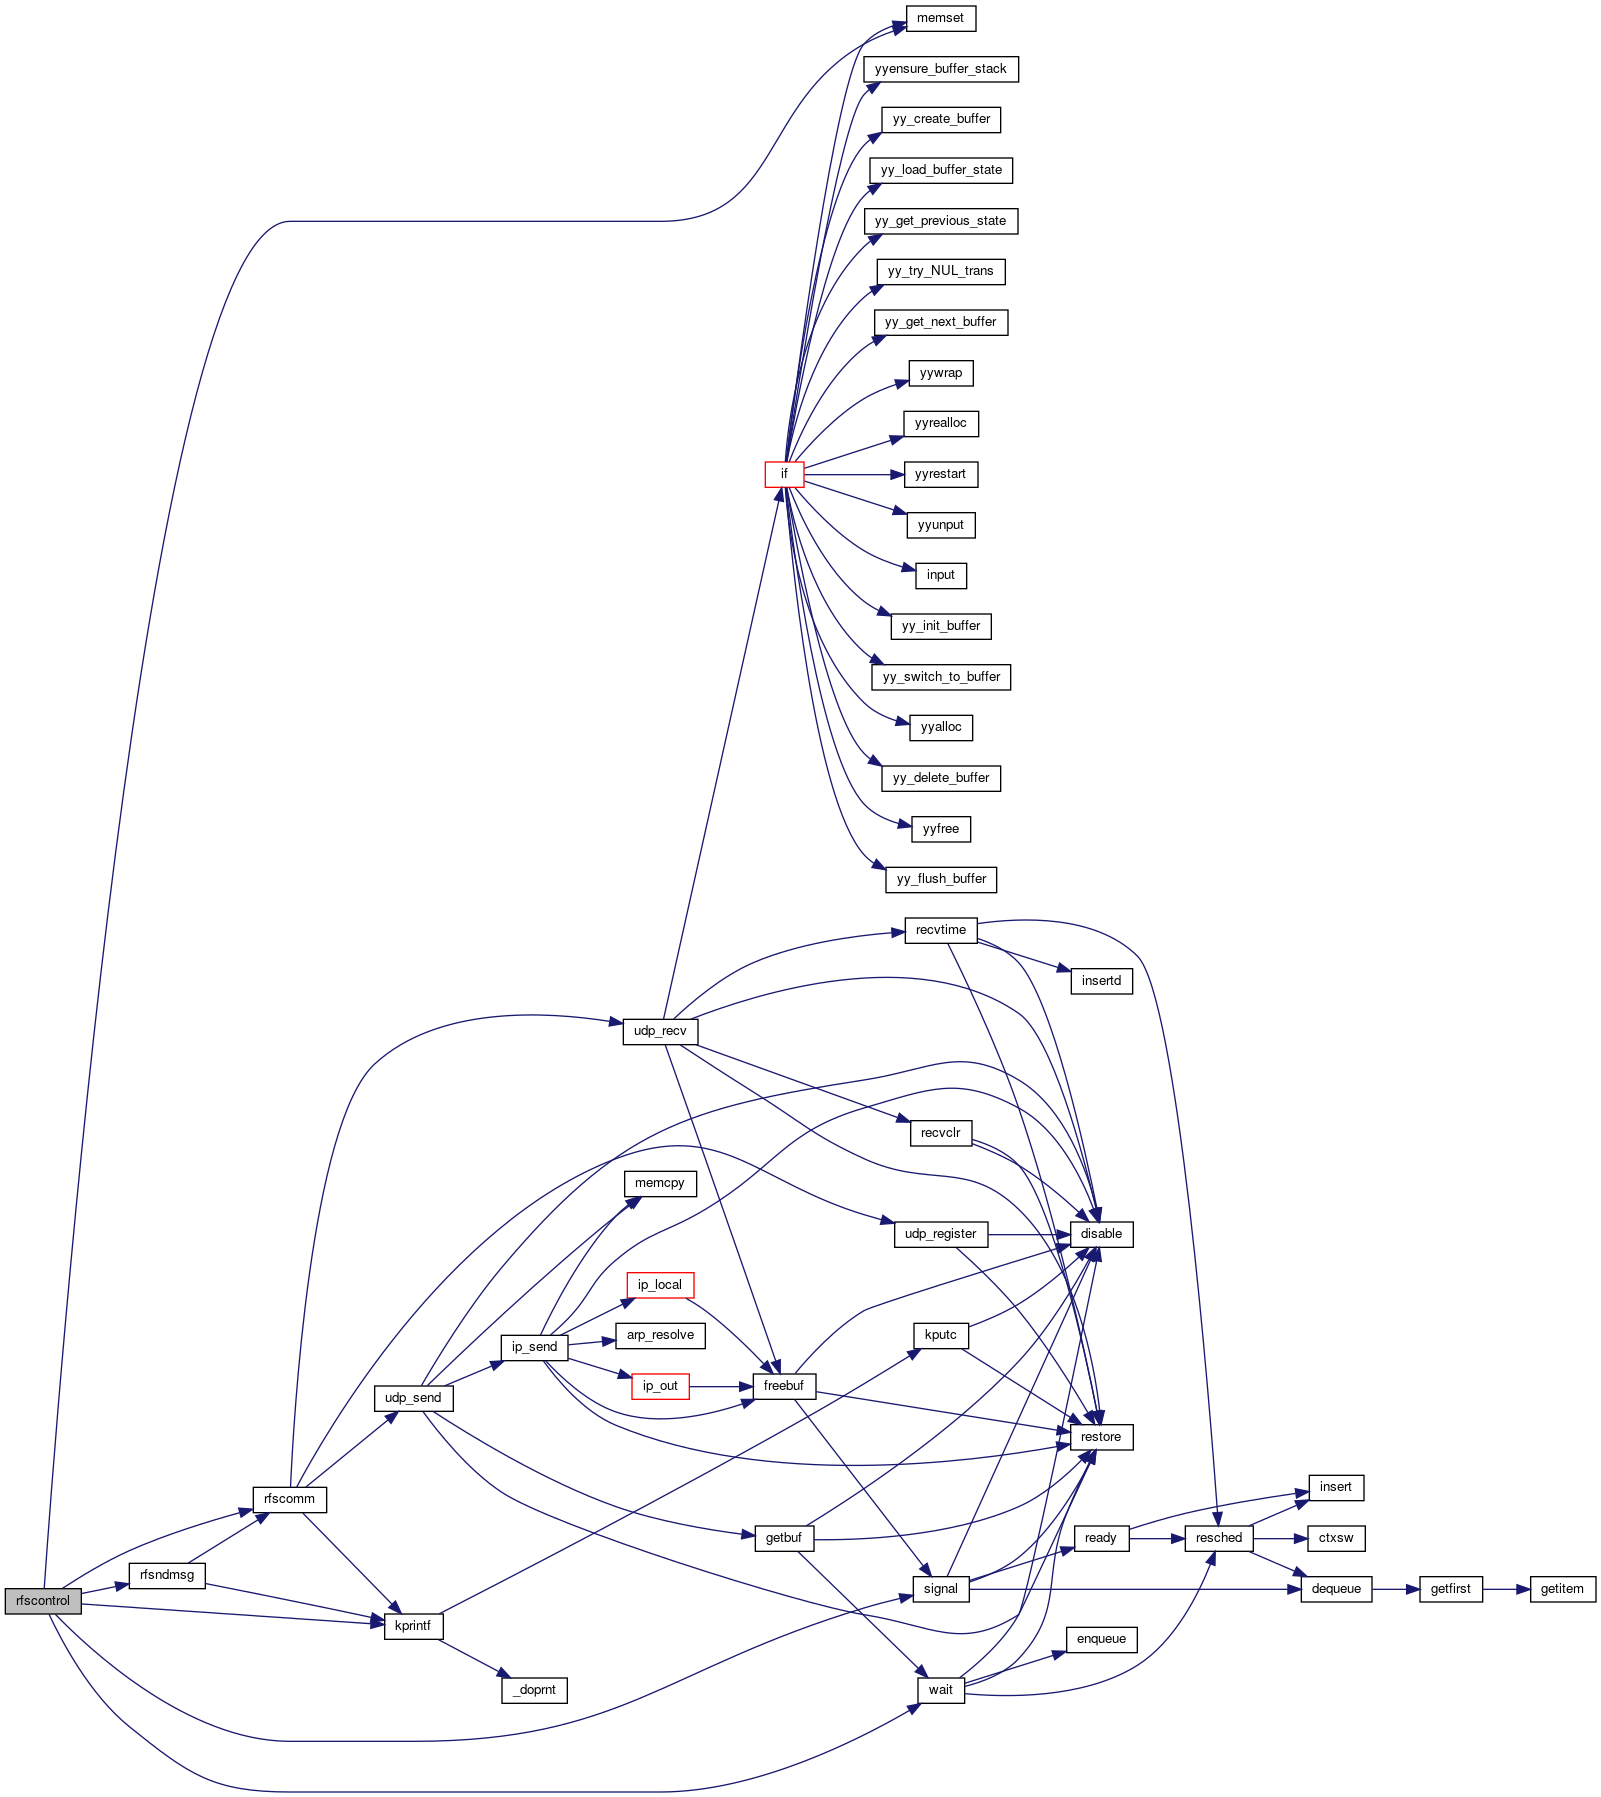 memset
yyensure_buffer_stack
yy_create_buffer
yy_load_buffer_state
yy_get_previous_state
yy_try_NUL_trans
yy_get_next_buffer
yywrap
yyrealloc
if
yyrestart
yyunput
input
yy_init_buffer
yy_switch_to_buffer
yyalloc
yy_delete_buffer
yyfree
yy_flush_buffer
recvtime
insertd
udp_recv
recvclr
memcpy
udp_register
disable
ip_local
arp_resolve
kputc
ip_send
ip_out
freebuf
udp_send
restore
insert
rfscomm
getbuf
ready
resched
ctxsw
rfsndmsg
signal
dequeue
getfirst
getitem
rfscontrol
kprintf
enqueue
_doprnt
wait